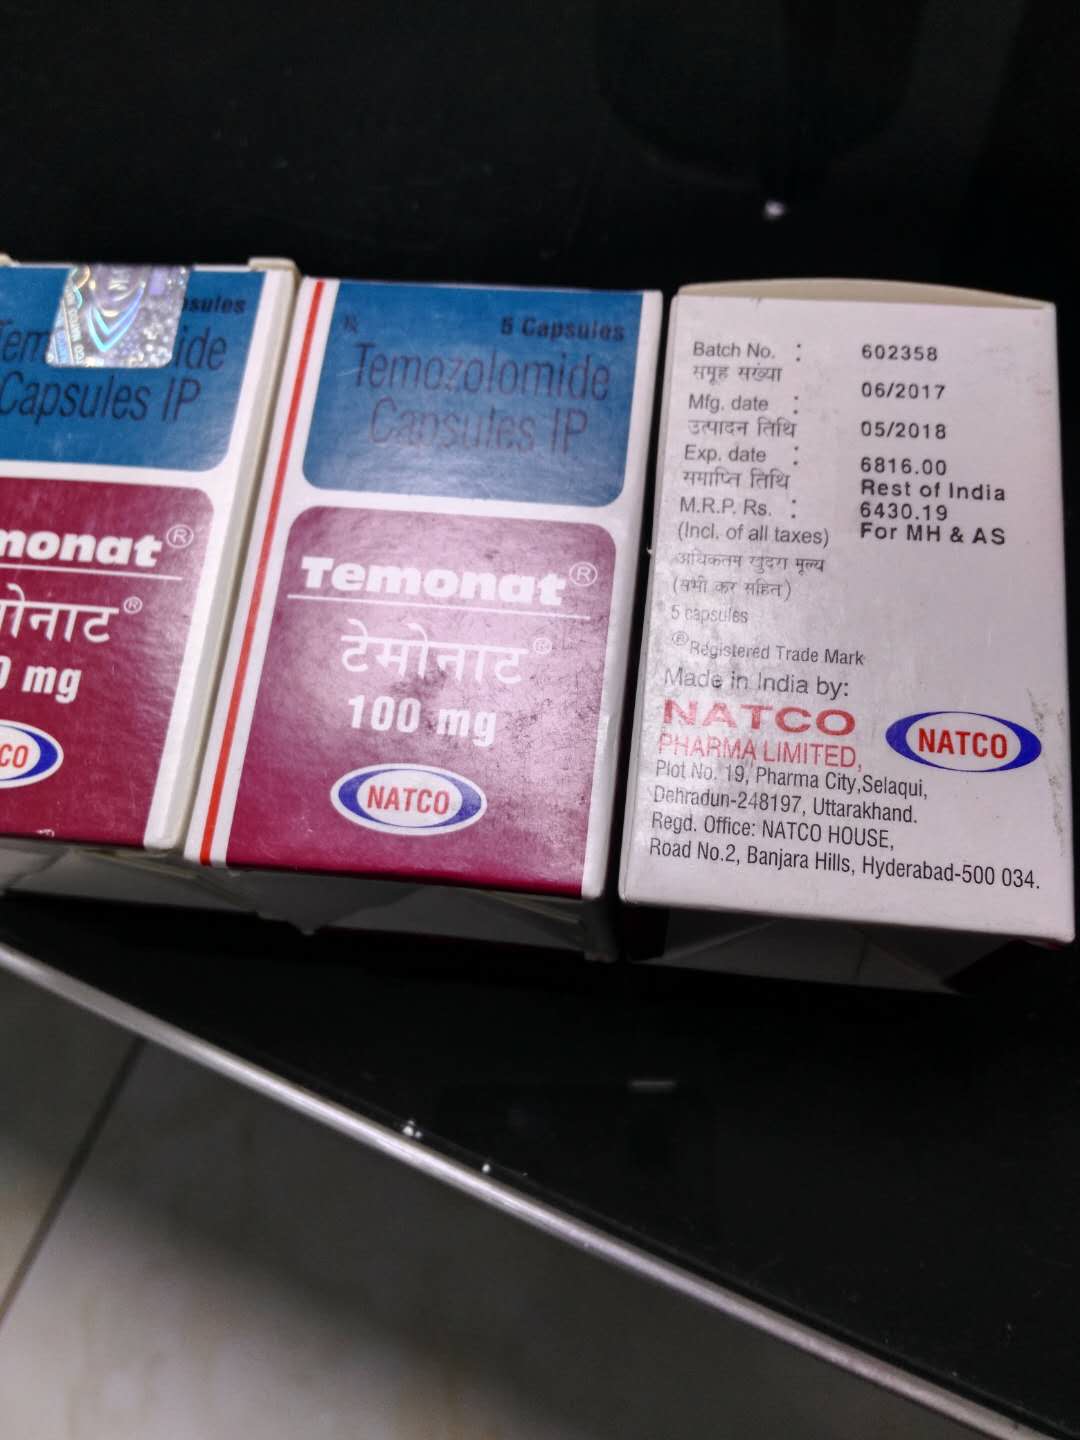 psules
Tem
ide
Capsules IP
monat®
मोनाट®
0 mg
CO
Rx
5 Capsules
Temozolomide
Capsules IP
Temonat®
टेमोनाट®
100 mg
NATCO
Batch No. : 602358
समूह संख्या
06/2017
Mfg. date :
उत्पादन तिथि 05/2018
Exp. date :
समाप्ति तिथि 6816.00
Rest of India
M.R.P. Rs. : 6430.19
(Incl. of all taxes) For MH & AS
अधिकतम खुदरा मूल्य
(सभी कर सहित)
5 capsules
®Registered Trade Mark
Made in India by:
NATCO
PHARMA LIMITED,
NATCO
Plot No. 19, Pharma City,Selaqui,
Dehradun-248197, Uttarakhand.
Regd. Office: NATCO HOUSE,
Road No.2, Banjara Hills, Hyderabad-500 034.